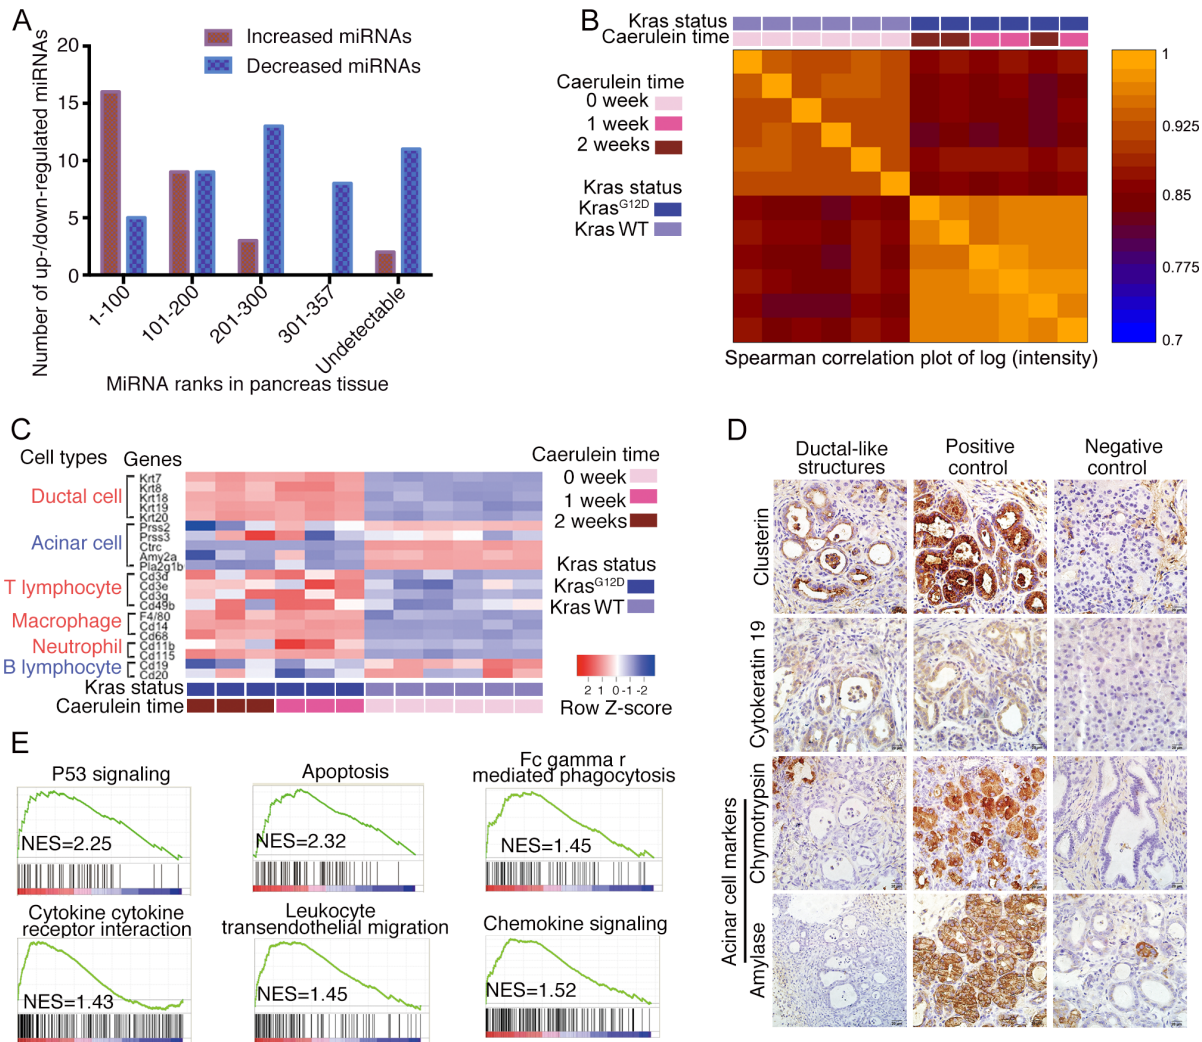 A
Number of up-/down-regulated miRNAs
20
15
10
5
0
Increased miRNAs
Decreased miRNAs
1-100
101-200
201-300
301-357
Undetectable
MiRNA ranks in pancreas tissue
B
Kras status
Caerulein time
Caerulein time
0 week
1 week
2 weeks
Kras status
KrasG12D
Kras WT
1
0.925
0.85
0.775
0.7
Spearman correlation plot of log (intensity)
C
Cell types
Genes
Ductal cell
Krt7
Krt8
Krt18
Krt19
Krt20
Acinar cell
Prss2
Prss3
Ctrc
Amy2a
Pla2g1b
T lymphocyte
Cd3d
Cd3e
Cd3g
Cd49b
Macrophage
F4/80
Cd14
Cd68
Neutrophil
Cd11b
Cd115
B lymphocyte
Cd19
Cd20
Kras status
Caerulein time
Caerulein time
0 week
1 week
2 weeks
Kras status
KrasG12D
Kras WT
2 1 0 -1 -2
Row Z-score
D
Ductal-like
structures
Positive
control
Negative
control
Clusterin
Cytokeratin 19
Acinar cell markers
Chymotrypsin
Amylase
E
P53 signaling
NES=2.25
Apoptosis
NES=2.32
Fc gamma r
mediated phagocytosis
NES=1.45
Cytokine cytokine
receptor interaction
NES=1.43
Leukocyte
transendothelial migration
NES=1.45
Chemokine signaling
NES=1.52